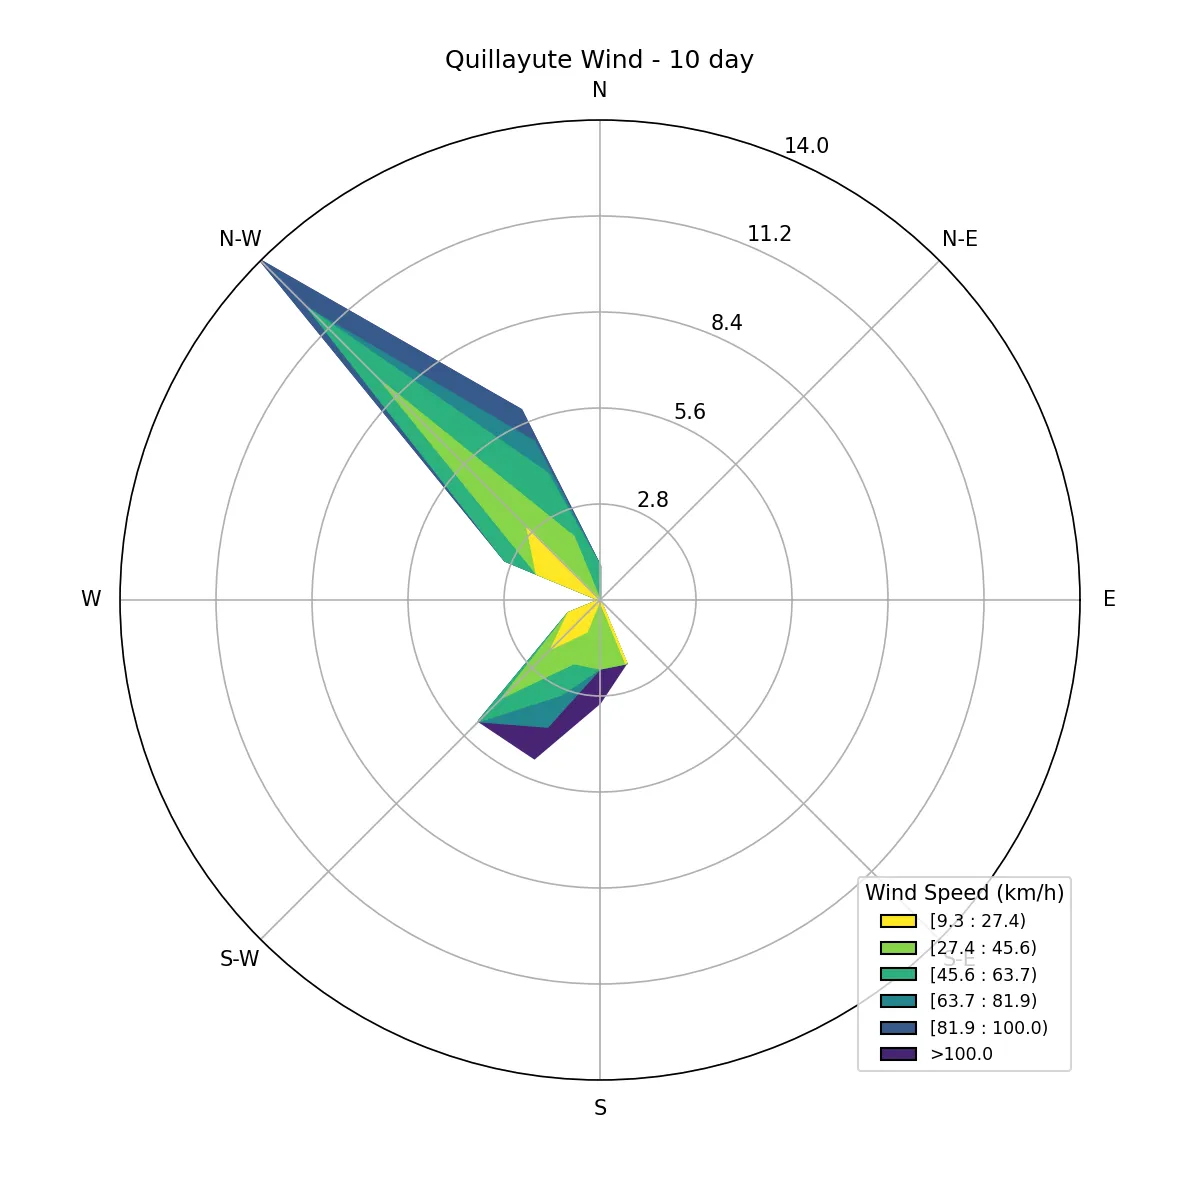 Quillayute Wind - 10 day
N
14.0
11.2
N-W
N-E
8.4
5.6
2.8
W
E
Wind Speed (km/h)
[9.3 : 27.4)
[27.4 : 45.6)
S-W
S-E
[45.6 : 63.7)
[63.7 : 81.9)
[81.9 : 100.0)
>100.0
S